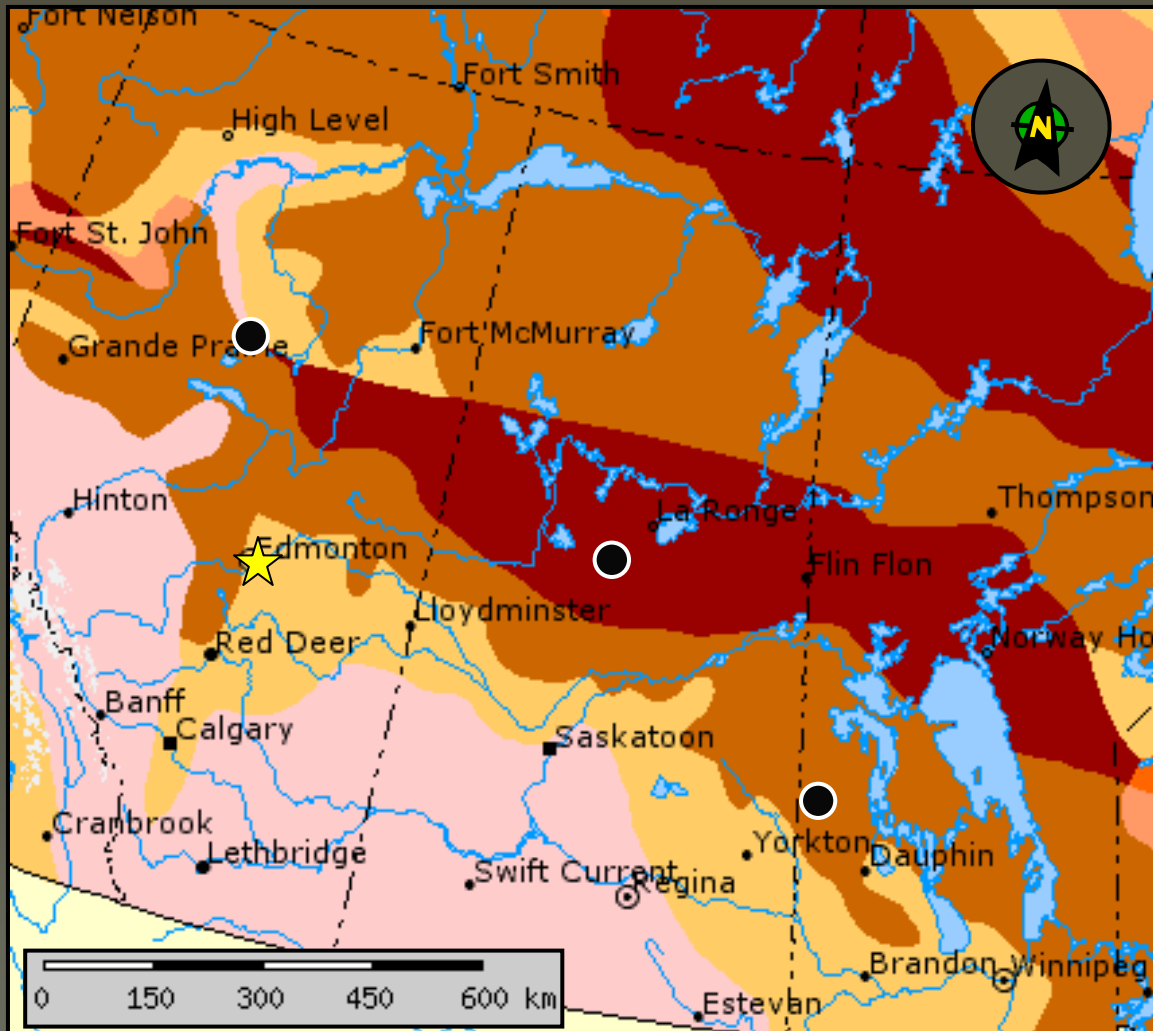 Fort Nelson
Fort Smith
High Level
N
Fort St. John
Fort McMurray
Grande Prairie
Hinton
La Ronge
Thompson
Edmonton
Flin Flon
Lloydminster
Red Deer
Norway Ho
Banff
Calgary
Saskatoon
Cranbrook
Yorkton
Dauphin
Lethbridge
Swift Current
Regina
Brandon
Winnipeg
0 150 300 450 600 km
Estevan